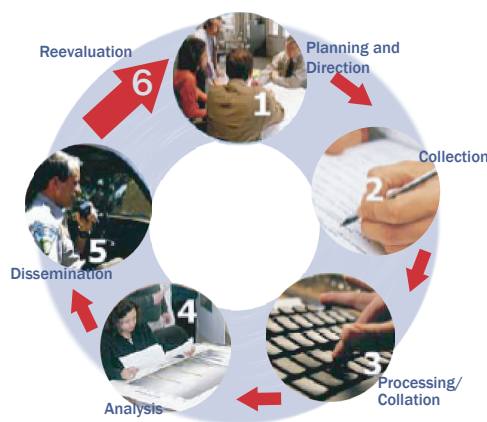 Reevaluation
6
1
Planning and
Direction
2
Collection
3
Processing/
Collation
4
Analysis
5
Dissemination